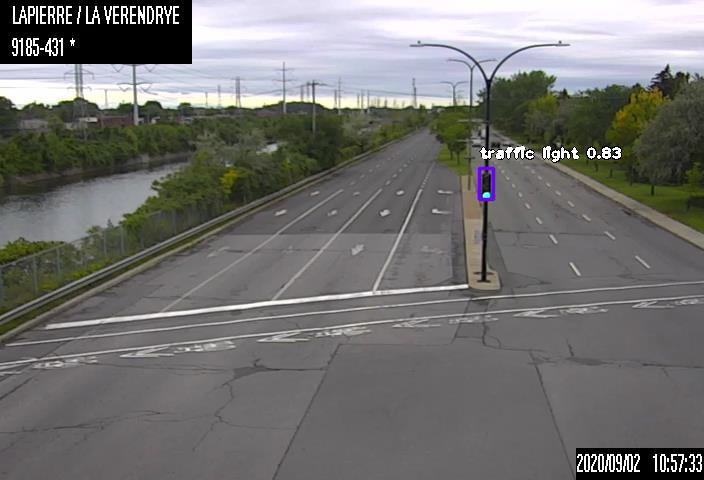 LAPIERRE / LA VERENDRYE
9185-431 *
traffic light 0.83
2020/09/02 10:57:33